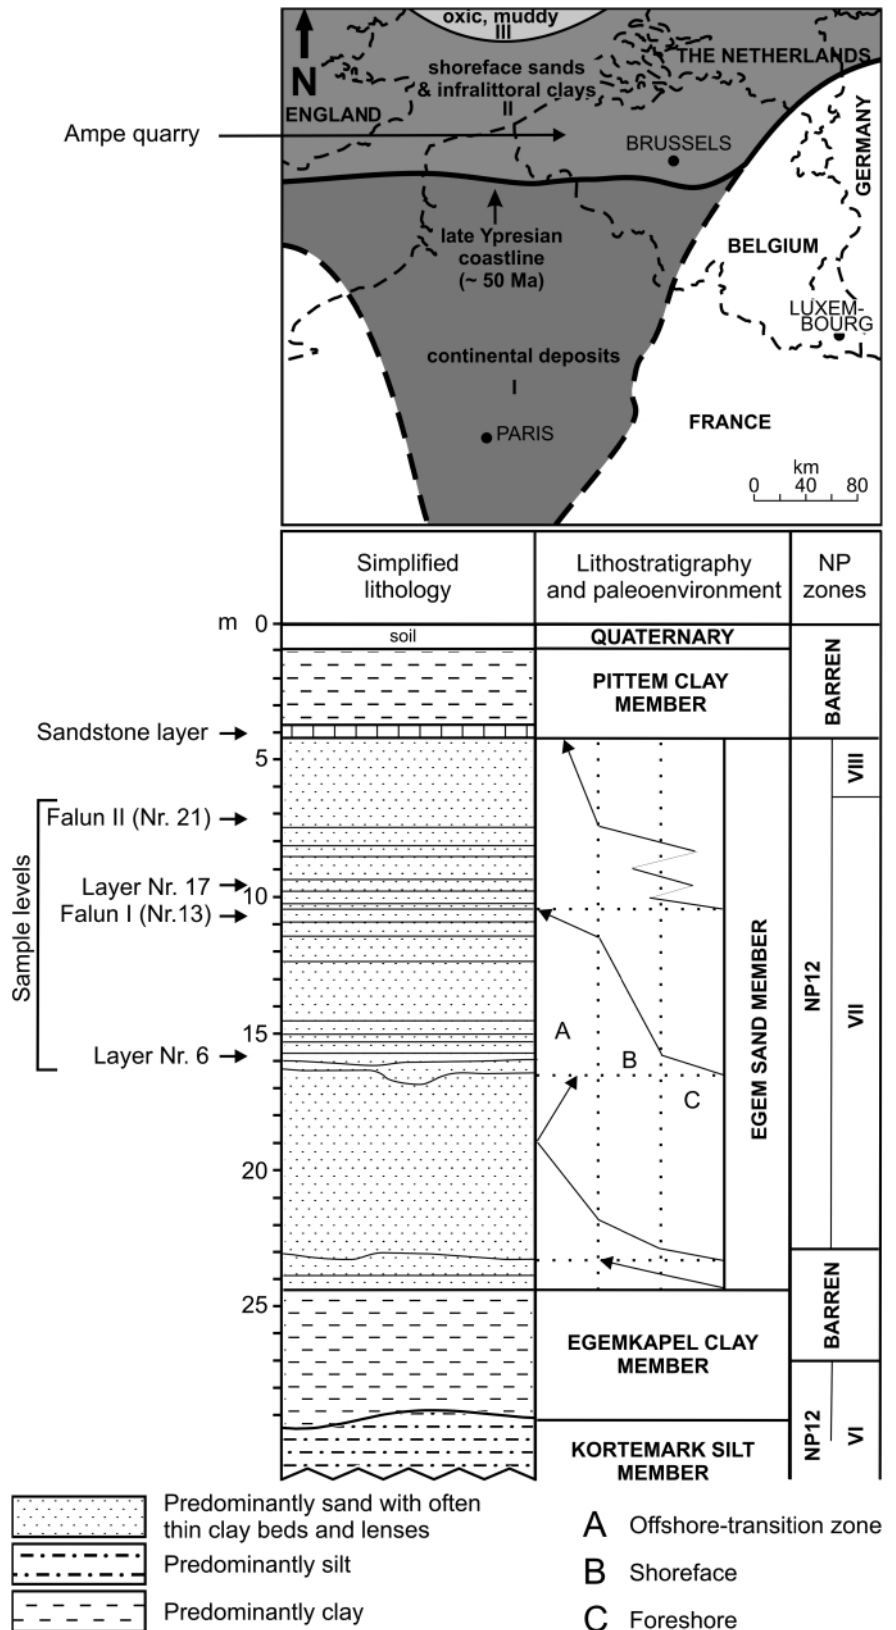 oxic, muddy
III
THE NETHERLANDS
shoreface sands
& infralittoral clays
II
N
ENGLAND
Ampe quarry
BRUSSELS
GERMANY
late Ypresian
coastline
(~ 50 Ma)
BELGIUM
LUXEM-
BOURG
continental deposits
I
PARIS
FRANCE
km
0 40 80
Simplified
lithology
Lithostratigraphy
and paleoenvironment
NP
zones
m 0
soil
QUATERNARY
BARREN
PITTEM CLAY
MEMBER
Sandstone layer
5
VIII
Sample levels
Falun II (Nr. 21)
Layer Nr. 17
10
Falun I (Nr.13)
EGEM SAND MEMBER
NP12
VII
15
A
B
C
Layer Nr. 6
20
25
BARREN
EGEMKAPEL CLAY
MEMBER
NP12
VI
KORTEMARK SILT
MEMBER
Predominantly sand with often
thin clay beds and lenses
Predominantly silt
Predominantly clay
A Offshore-transition zone
B Shoreface
C Foreshore